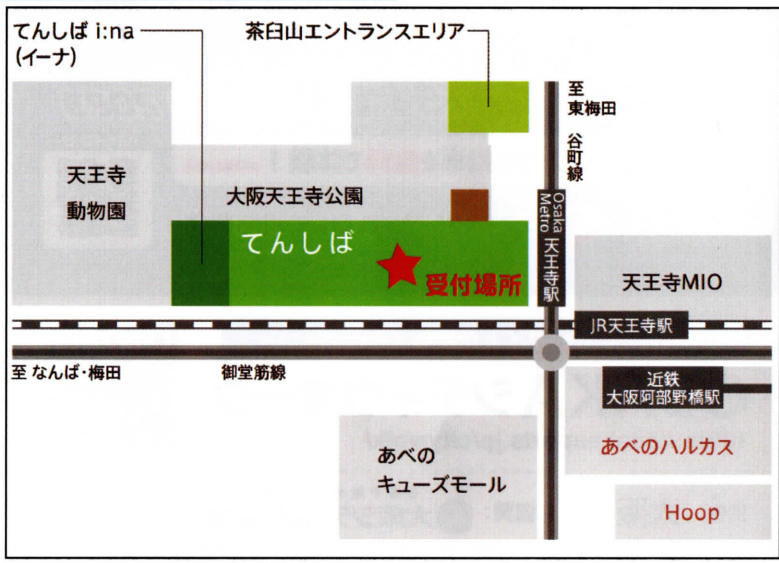 てんしば i:na
(イーナ)
茶臼山エントランスエリア
至
東梅田
谷町線
天王寺
動物園
大阪天王寺公園
てんしば
受付場所
Osaka
Metro
天王寺駅
天王寺MIO
JR天王寺駅
至 なんば・梅田
御堂筋線
近鉄
大阪阿部野橋駅
あべの
キューズモール
あべのハルカス
Hoop